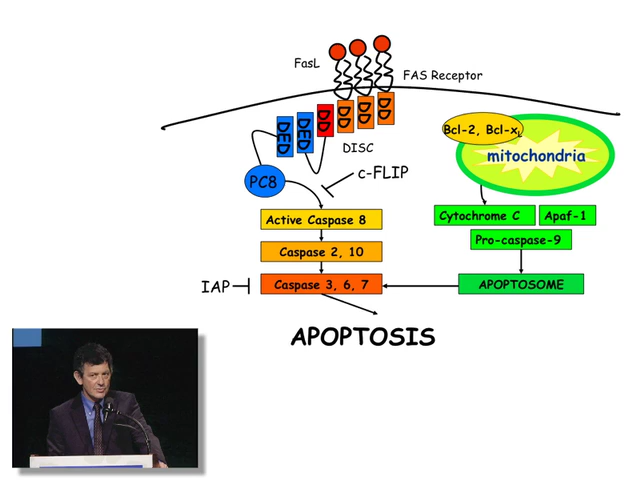 FasL
FAS Receptor
DD
DD
DD
DD
DED
DED
DISC
Bcl-2, Bcl-xL
mitochondria
c-FLIP
PC8
Active Caspase 8
Cytochrome C
Apaf-1
Pro-caspase-9
Caspase 2, 10
IAP
Caspase 3, 6, 7
APOPTOSOME
APOPTOSIS